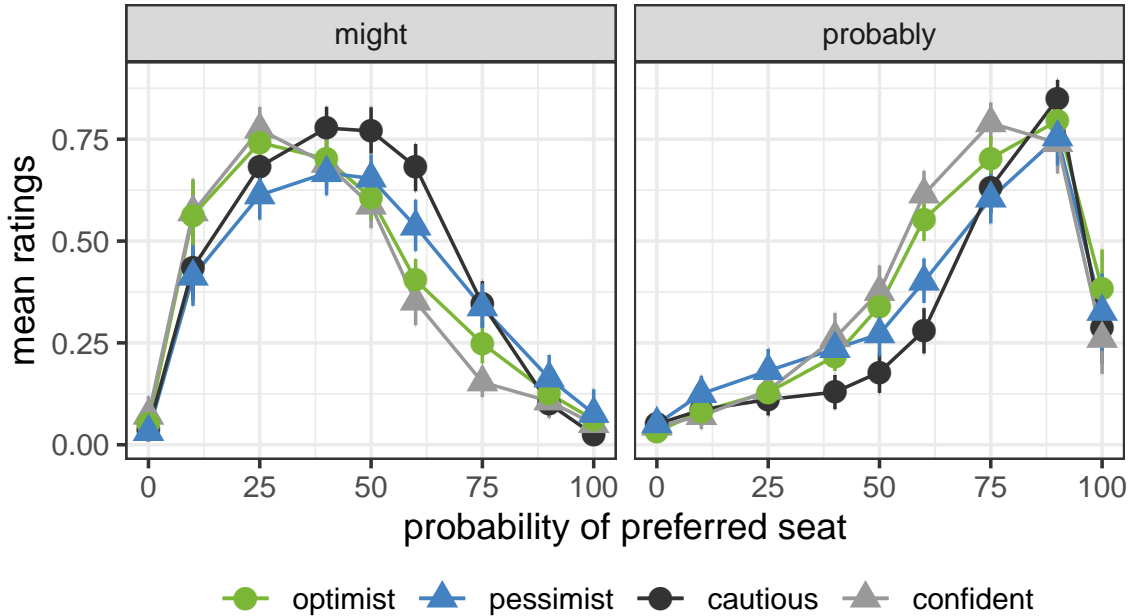 might probably
mean ratings
0.75
0.50
0.25
0.00
0 25 50 75 100 0 25 50 75 100
probability of preferred seat
optimist pessimist cautious confident